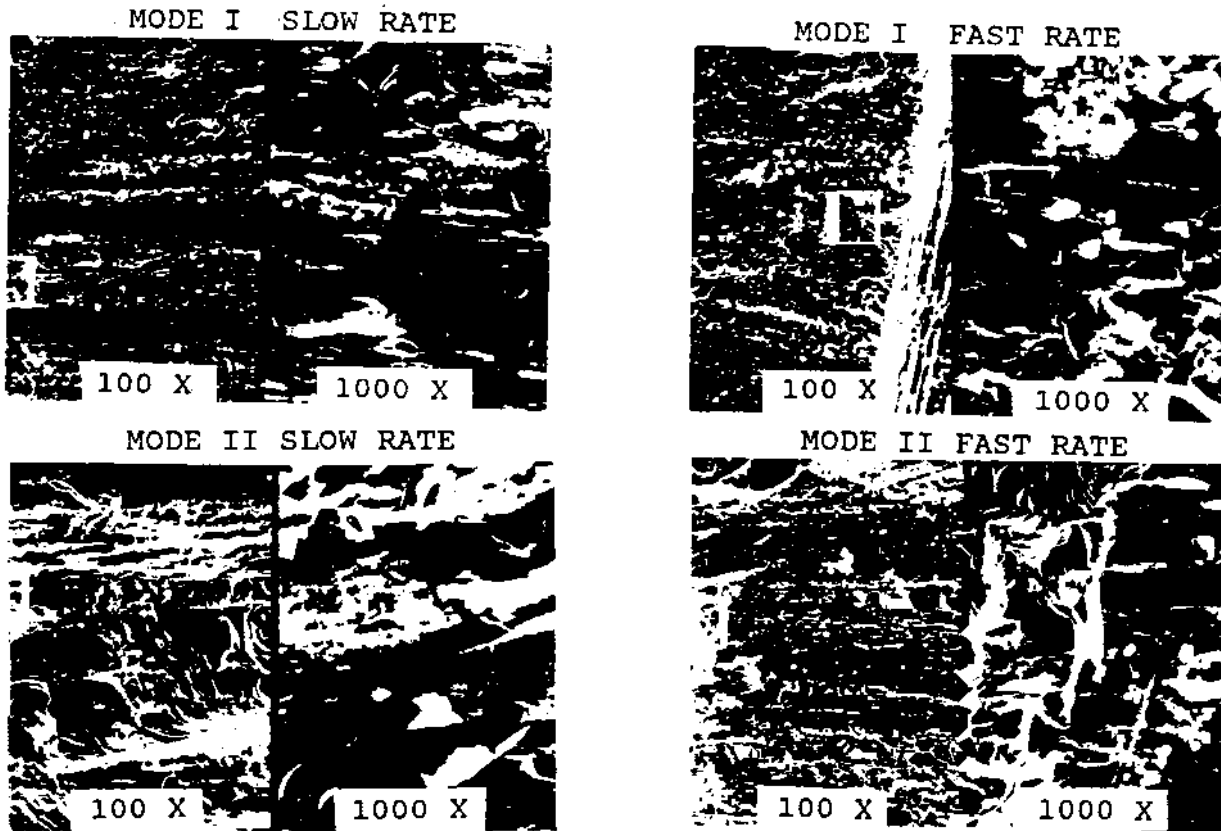 MODE I SLOW RATE
100 X 1000 X
MODE I FAST RATE
100 X 1000 X
MODE II SLOW RATE
100 X 1000 X
MODE II FAST RATE
100 X 1000 X